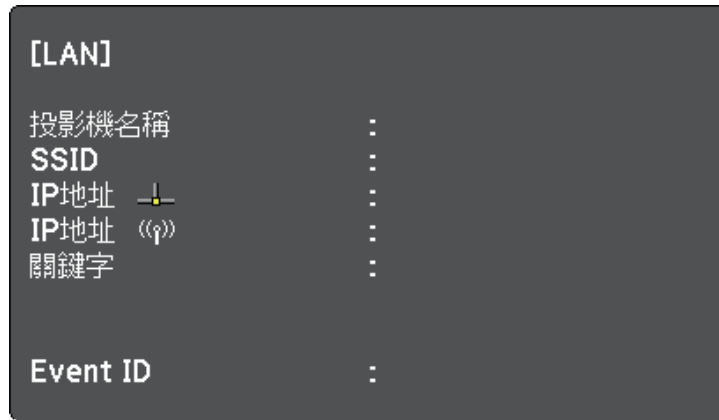 [LAN]
投影機名稱 :
SSID :
IP地址 :
IP地址 :
關鍵字 :
Event ID :